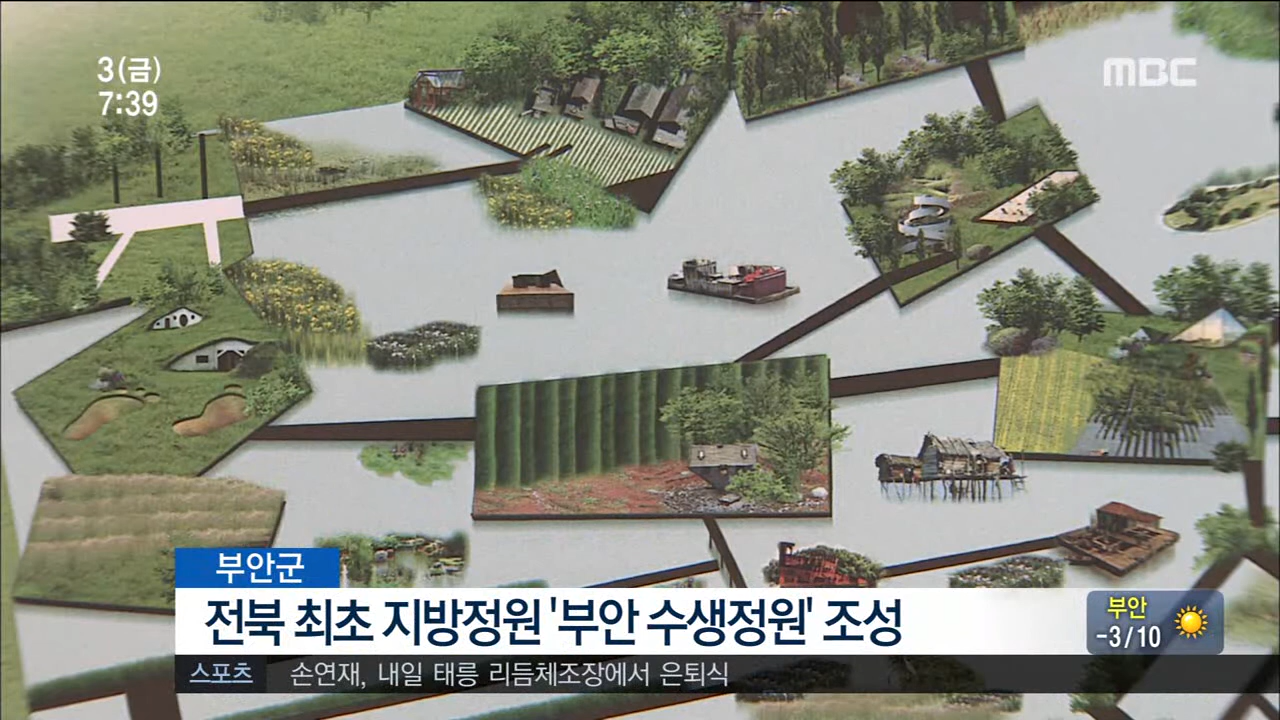 3(금)
7:39
MBC
부안군
전북 최초 지방정원 '부안 수생정원' 조성
부안
-3/10
스포츠 손연재, 내일 태릉 리듬체조장에서 은퇴식